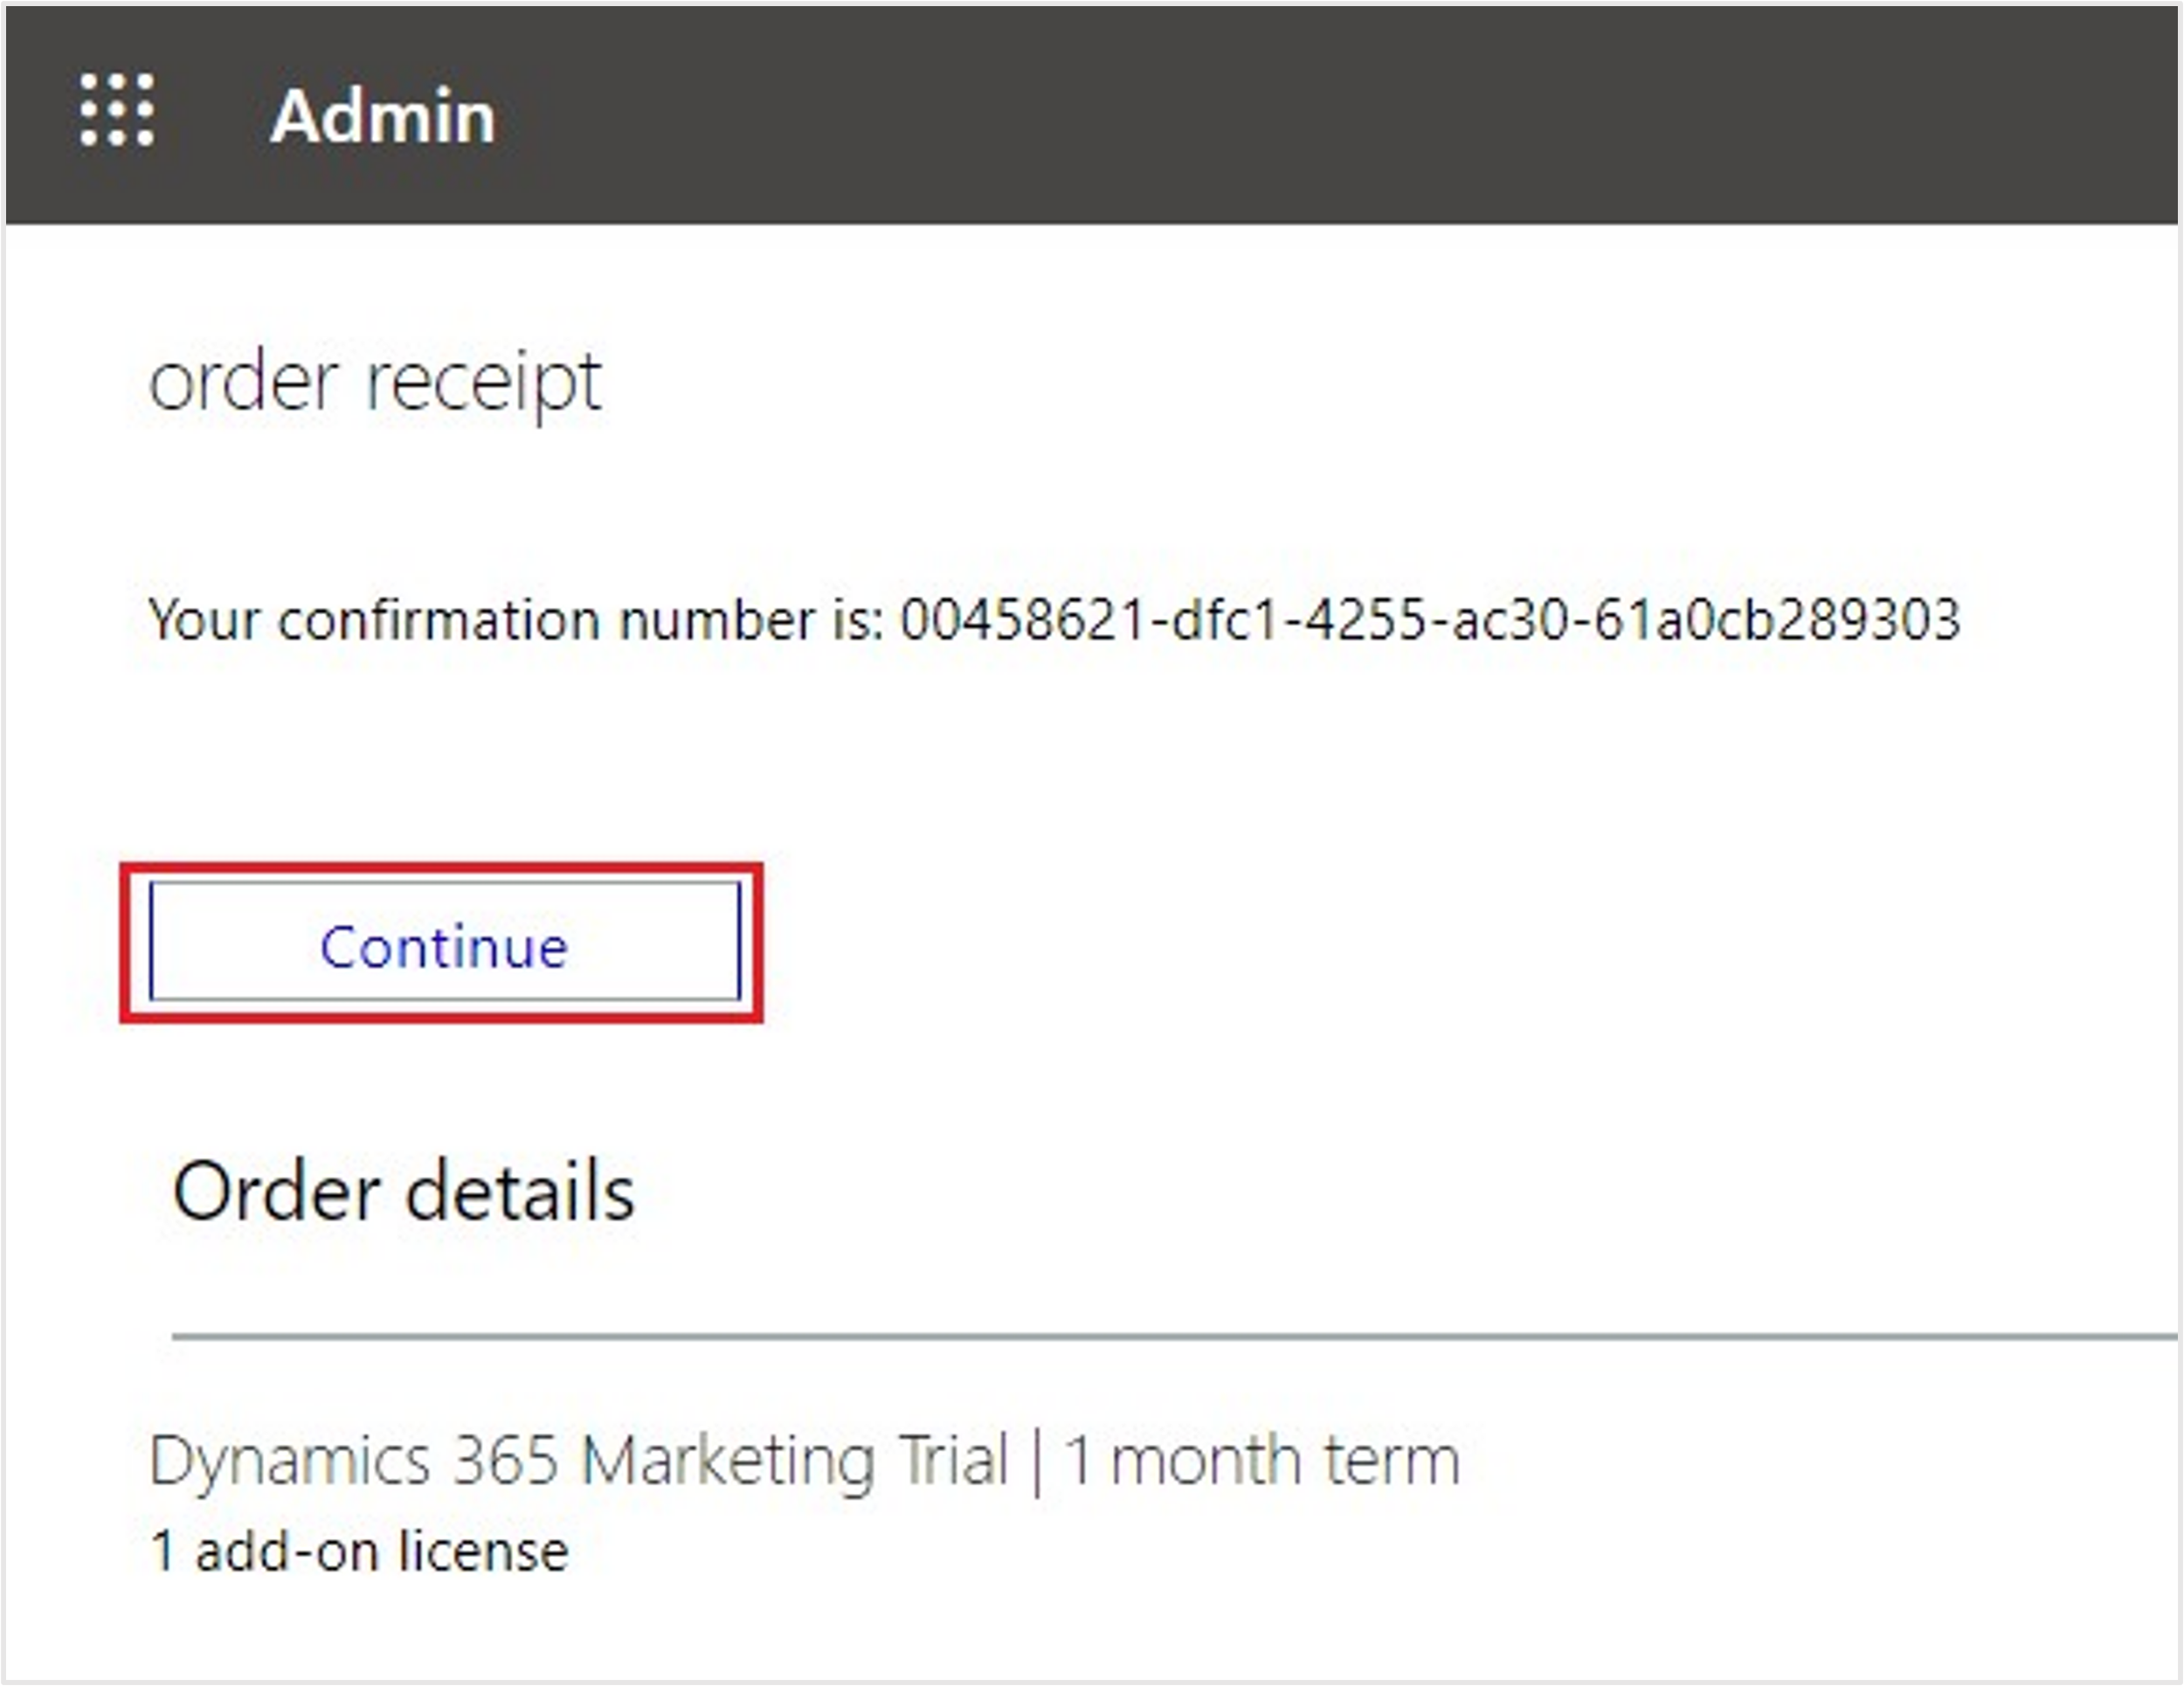 Admin
order receipt
Your confirmation number is: 00458621-dfc1-4255-ac30-61a0cb289303
Continue
Order details
Dynamics 365 Marketing Trial | 1 month term
1 add-on license